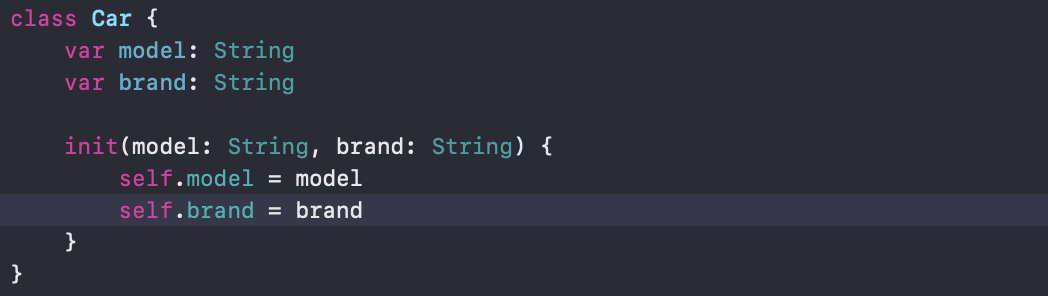 class Car {
    var model: String
    var brand: String

    init(model: String, brand: String) {
        self.model = model
        self.brand = brand
    }
}